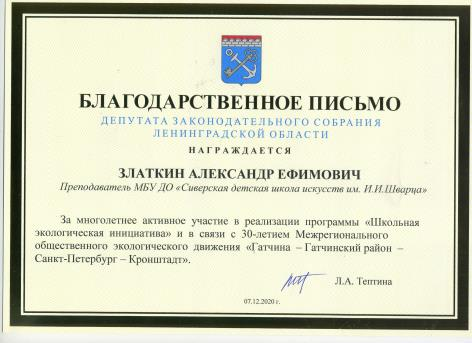 БЛАГОДАРСТВЕННОЕ ПИСЬМО
ДЕПУТАТА ЗАКОНОДАТЕЛЬНОГО СОБРАНИЯ
ЛЕНИНГРАДСКОЙ ОБЛАСТИ
НАГРАЖДАЕТСЯ
ЗЛАТКИН АЛЕКСАНДР ЕФИМОВИЧ
Преподаватель МБУ ДО «Сиверская детская школа искусств им. И.И.Шварца»
За многолетнее активное участие в реализации программы «Школьная
экологическая инициатива» и в связи с 30-летием Межрегионального
общественного экологического движения «Гатчина – Гатчинский район –
Санкт-Петербург – Кронштадт».
Л.А. Тептина
07.12.2020 г.